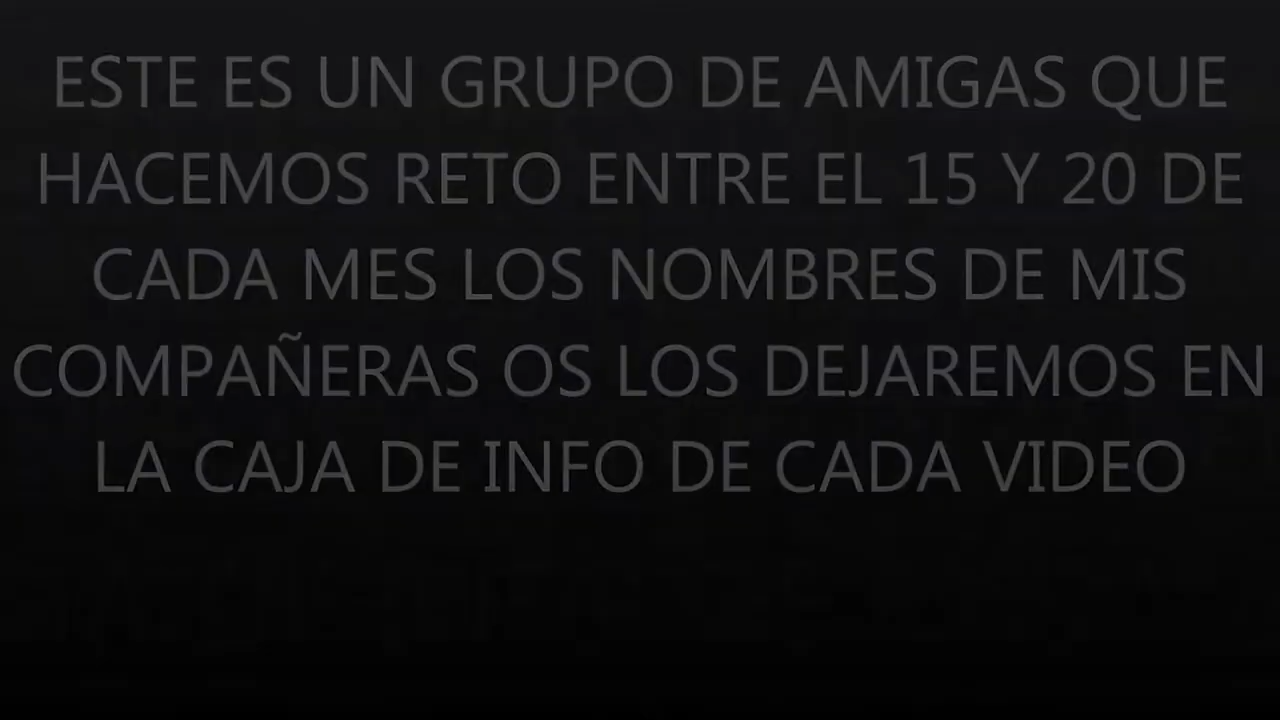 ESTE ES UN GRUPO DE AMIGAS QUE
HACEMOS RETO ENTRE EL 15 Y 20 DE
CADA MES LOS NOMBRES DE MIS
COMPAÑERAS OS LOS DEJAREMOS EN
LA CAJA DE INFO DE CADA VIDEO